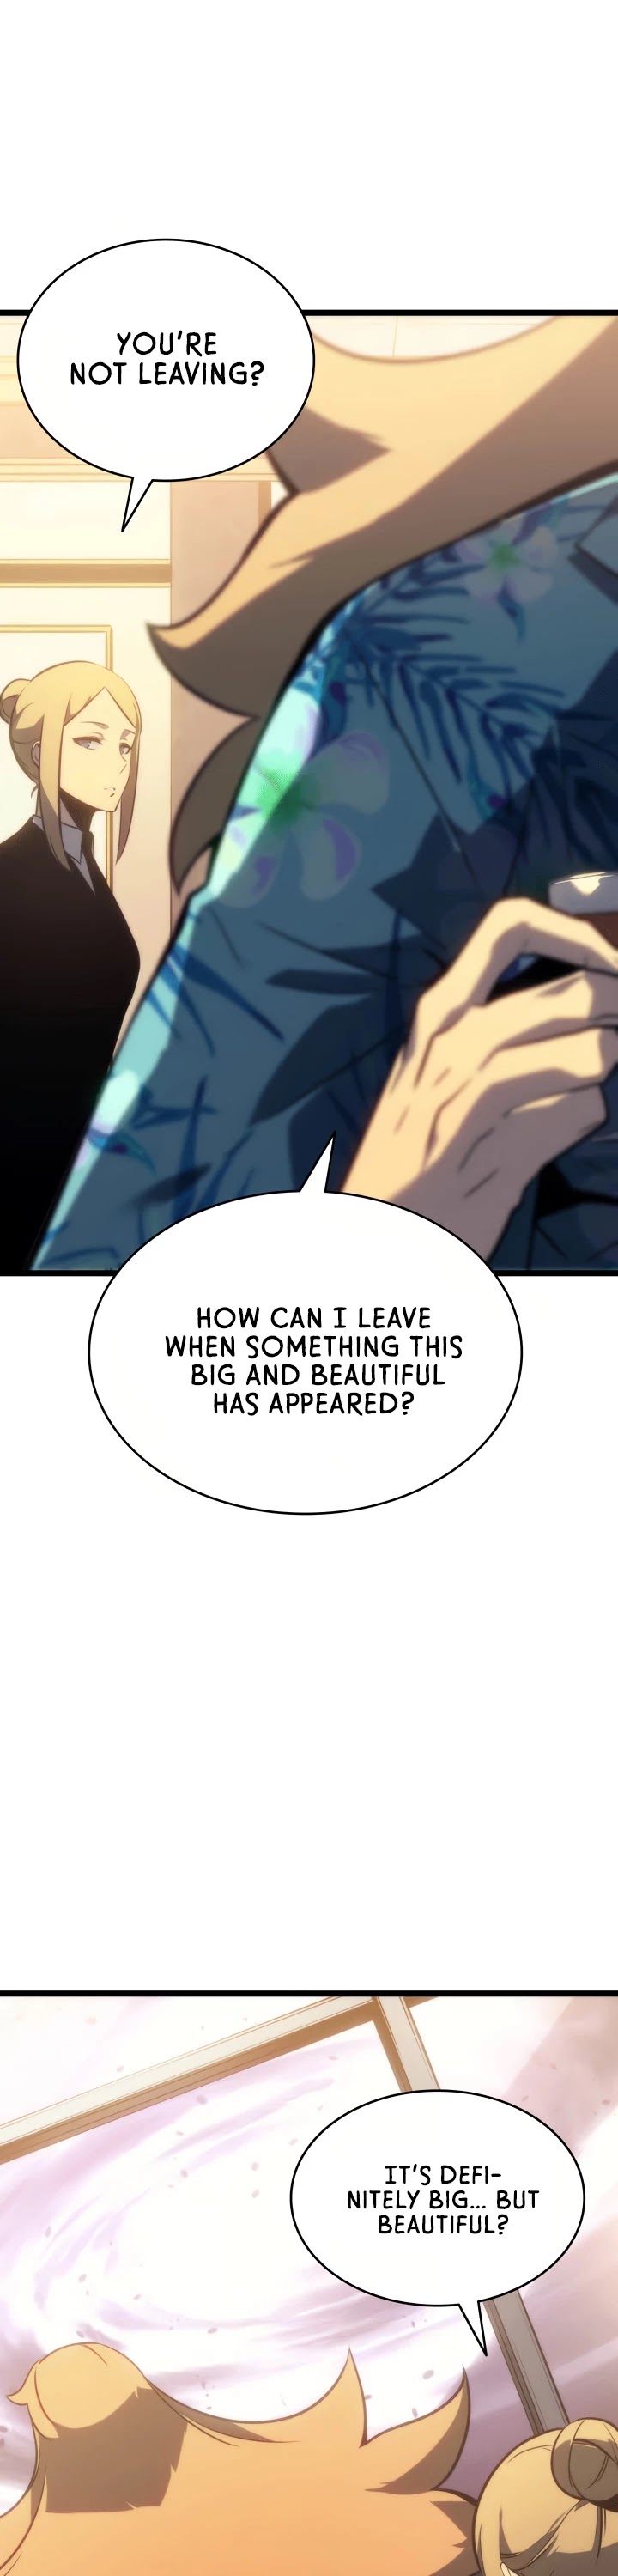 YOU'RE
NOT LEAVING?
HOW CAN I LEAVE
WHEN SOMETHING THIS
BIG AND BEAUTIFUL
HAS APPEARED?
IT'S DEFI-
NITELY BIG... BUT
BEAUTIFUL?